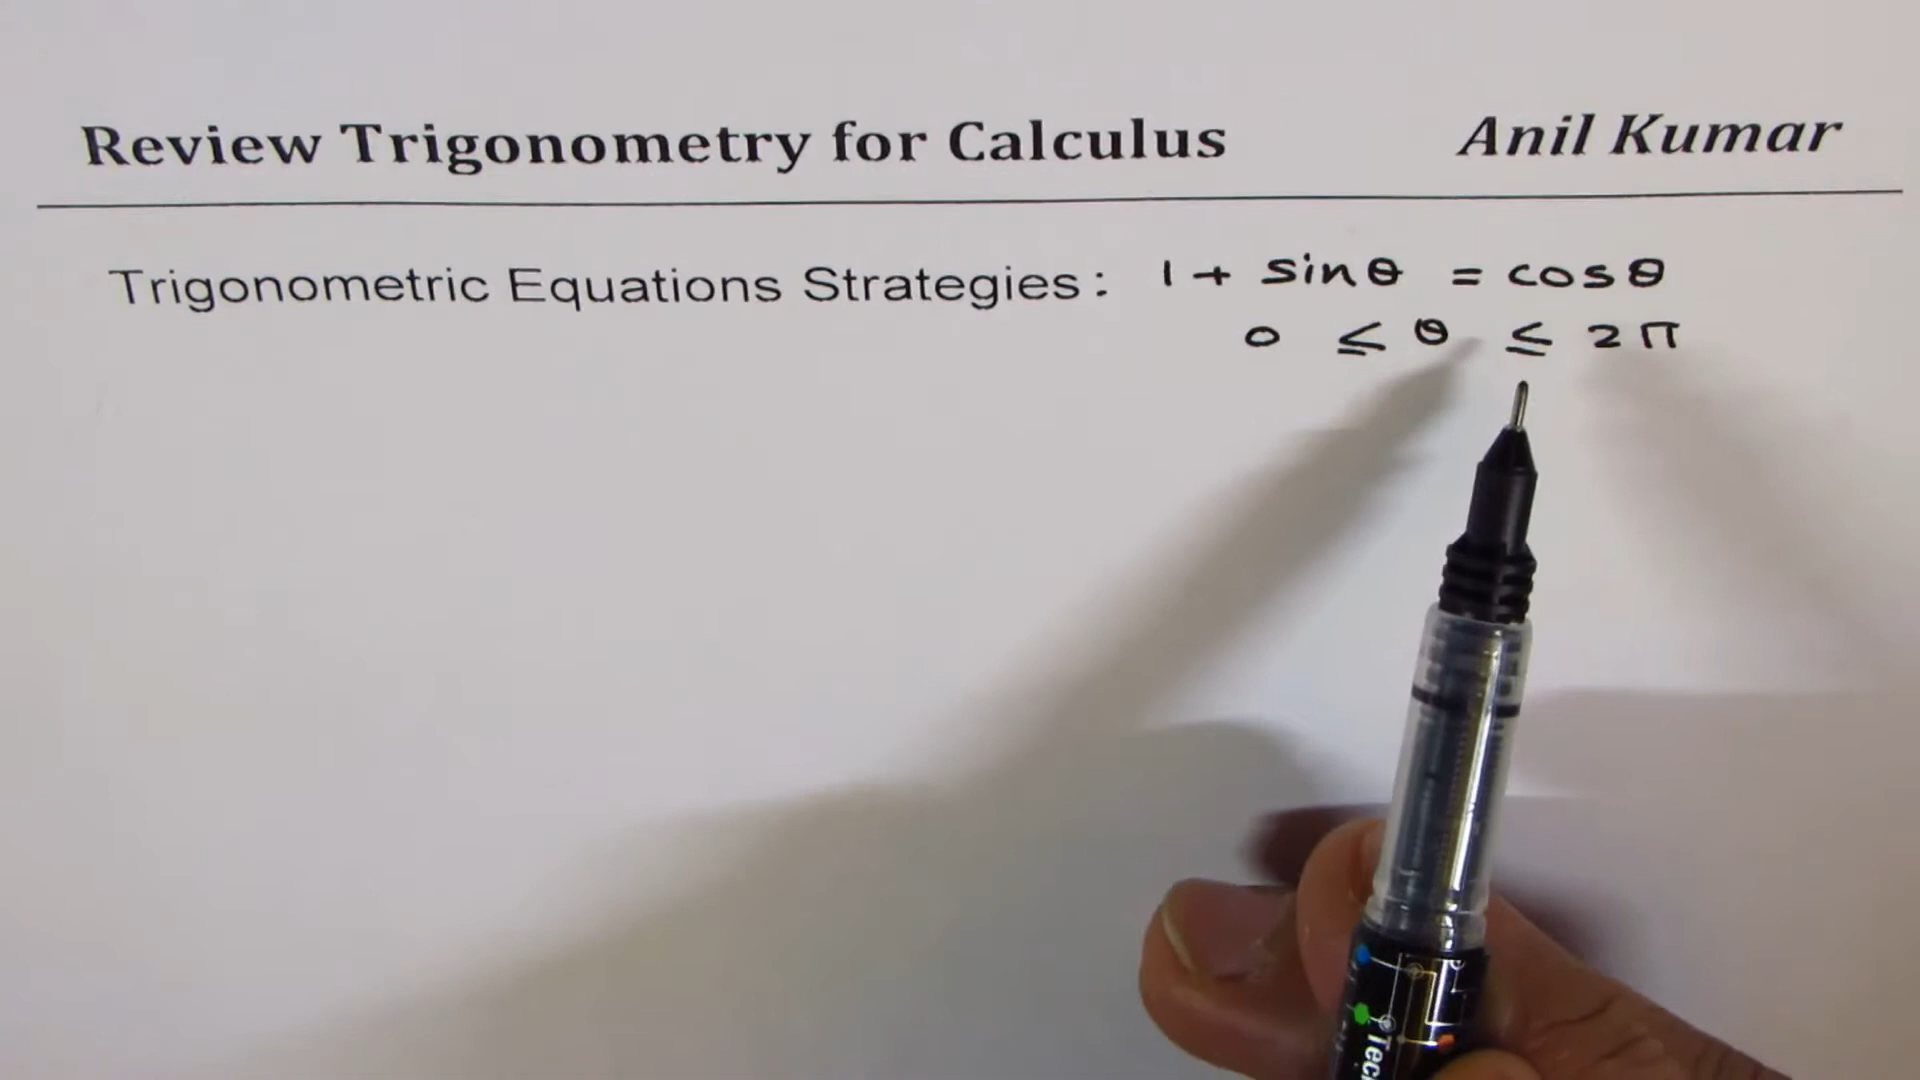 Review Trigonometry for Calculus Anil Kumar
Trigonometric Equations Strategies: 1 + sinθ = cosθ
0 ≤ θ ≤ 2π